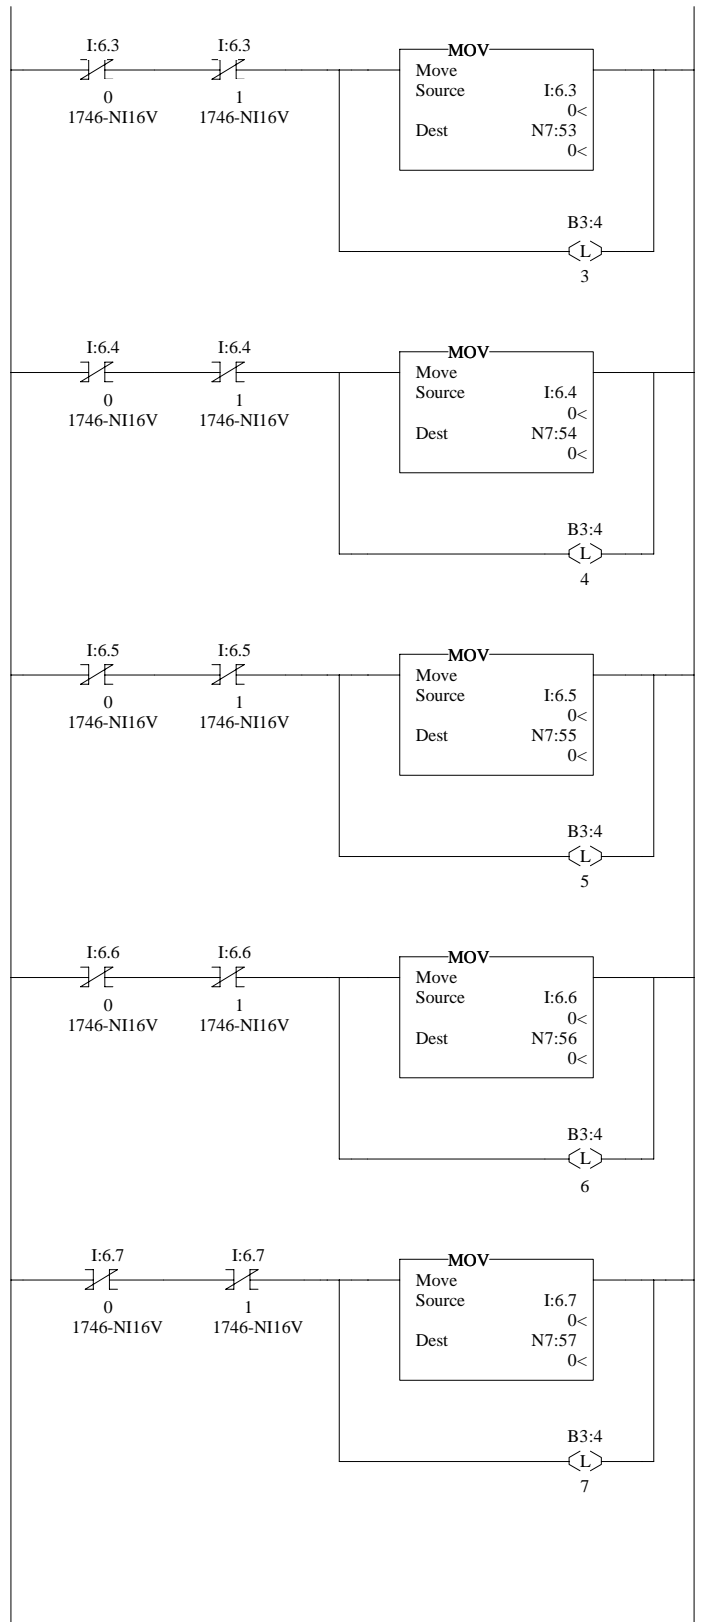 I:6.3 I:6.3
MOV
Move
Source I:6.3
0 1
0<
1746-NI16V 1746-NI16V
Dest N7:53
0<
B3:4
L
3
I:6.4 I:6.4
MOV
Move
Source I:6.4
0 1
0<
1746-NI16V 1746-NI16V
Dest N7:54
0<
B3:4
L
4
I:6.5 I:6.5
MOV
Move
Source I:6.5
0 1
0<
1746-NI16V 1746-NI16V
Dest N7:55
0<
B3:4
L
5
I:6.6 I:6.6
MOV
Move
Source I:6.6
0 1
0<
1746-NI16V 1746-NI16V
Dest N7:56
0<
B3:4
L
6
I:6.7 I:6.7
MOV
Move
Source I:6.7
0 1
0<
1746-NI16V 1746-NI16V
Dest N7:57
0<
B3:4
L
7